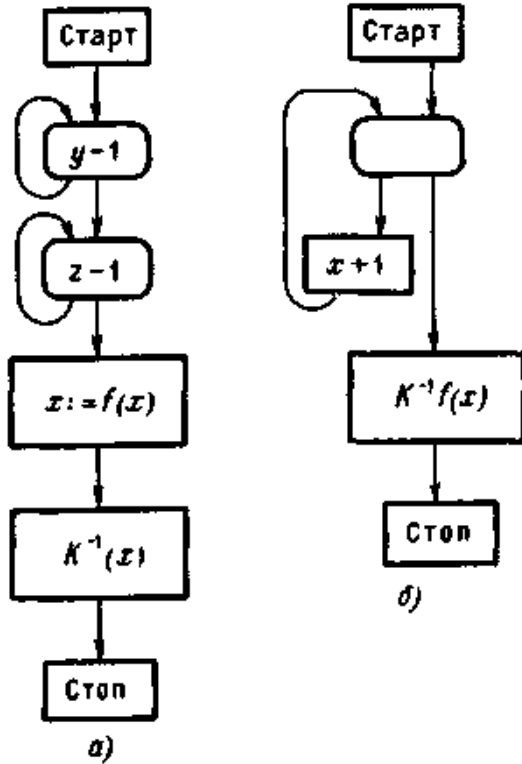 Старт
y-1
z-1
x:=f(x)
K⁻¹(x)
Стоп
а)
Старт
x+1
K⁻¹f(x)
Стоп
б)